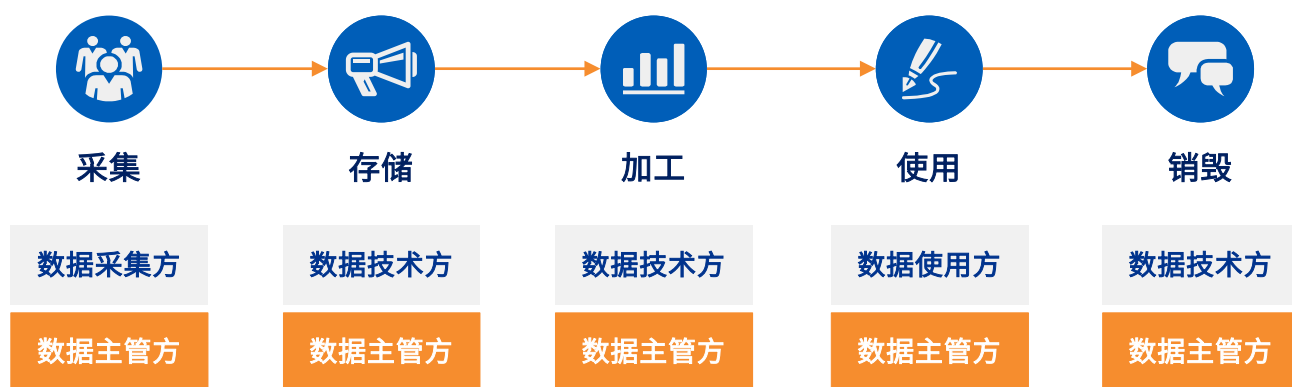 采集
存储
加工
使用
销毁
数据采集方
数据技术方
数据技术方
数据使用方
数据技术方
数据主管方
数据主管方
数据主管方
数据主管方
数据主管方